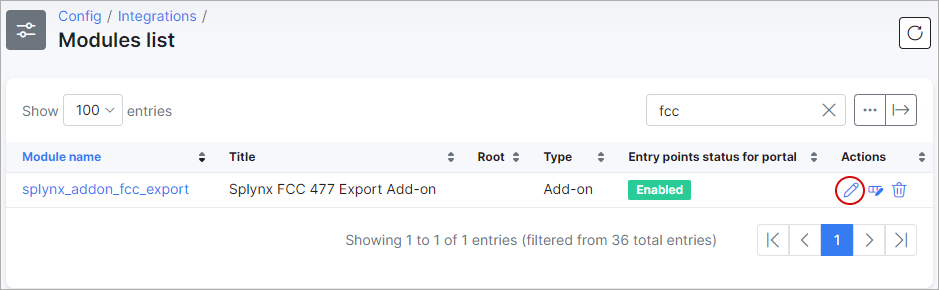 Config / Integrations /
Modules list
Show 100 entries
fcc
Module name Title Root Type Entry points status for portal Actions
splynx_addon_fcc_export Splynx FCC 477 Export Add-on Add-on Enabled
Showing 1 to 1 of 1 entries (filtered from 36 total entries)
1